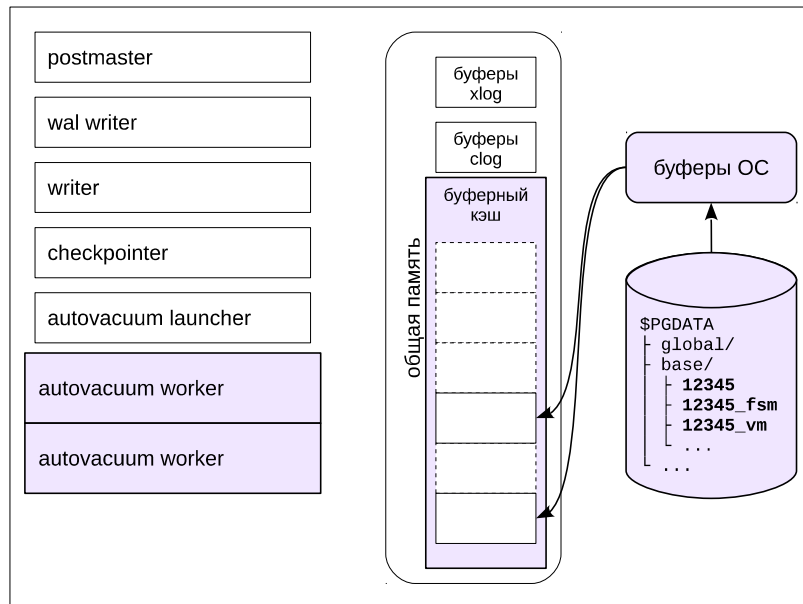 postmaster
wal writer
writer
checkpointer
autovacuum launcher
autovacuum worker
autovacuum worker
общая память
буферы
xlog
буферы
clog
буферный
кэш
буферы ОС
$PGDATA
global/
base/
12345
12345_fsm
12345_vm
...
...